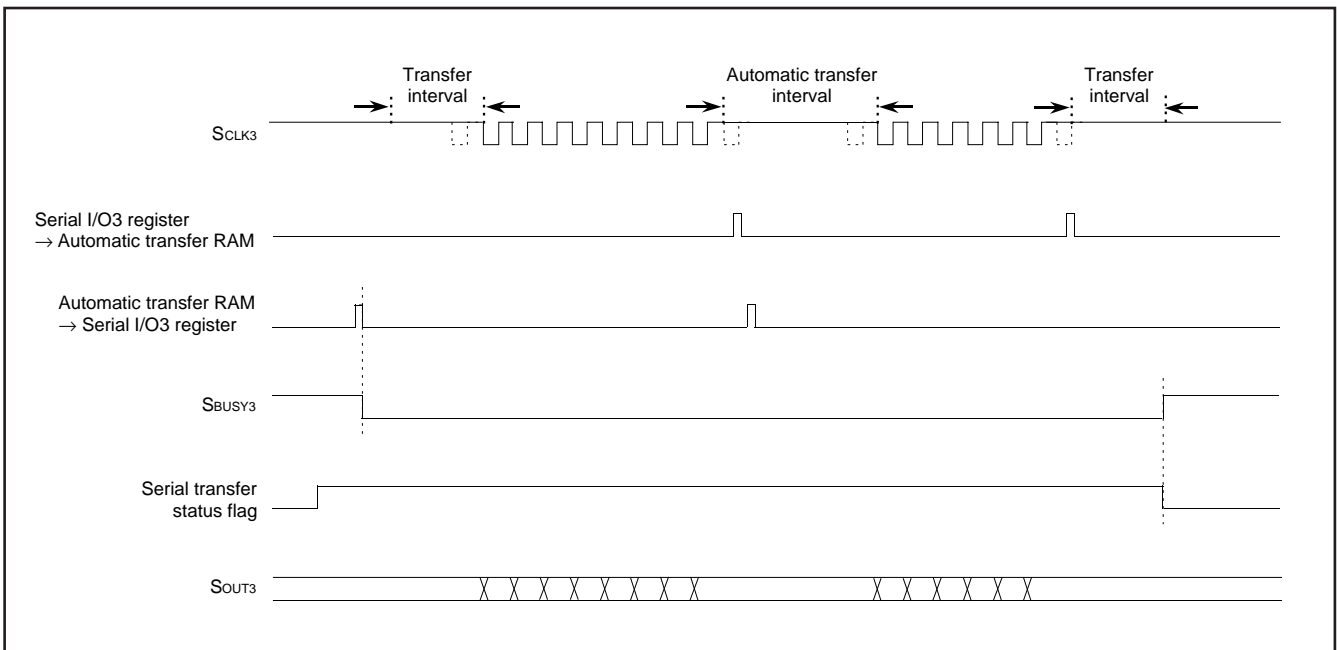 Transfer
interval
Automatic transfer
interval
Transfer
interval
SCLK3
Serial I/O3 register
→ Automatic transfer RAM
Automatic transfer RAM
→ Serial I/O3 register
SBUSY3
Serial transfer
status flag
SOUT3